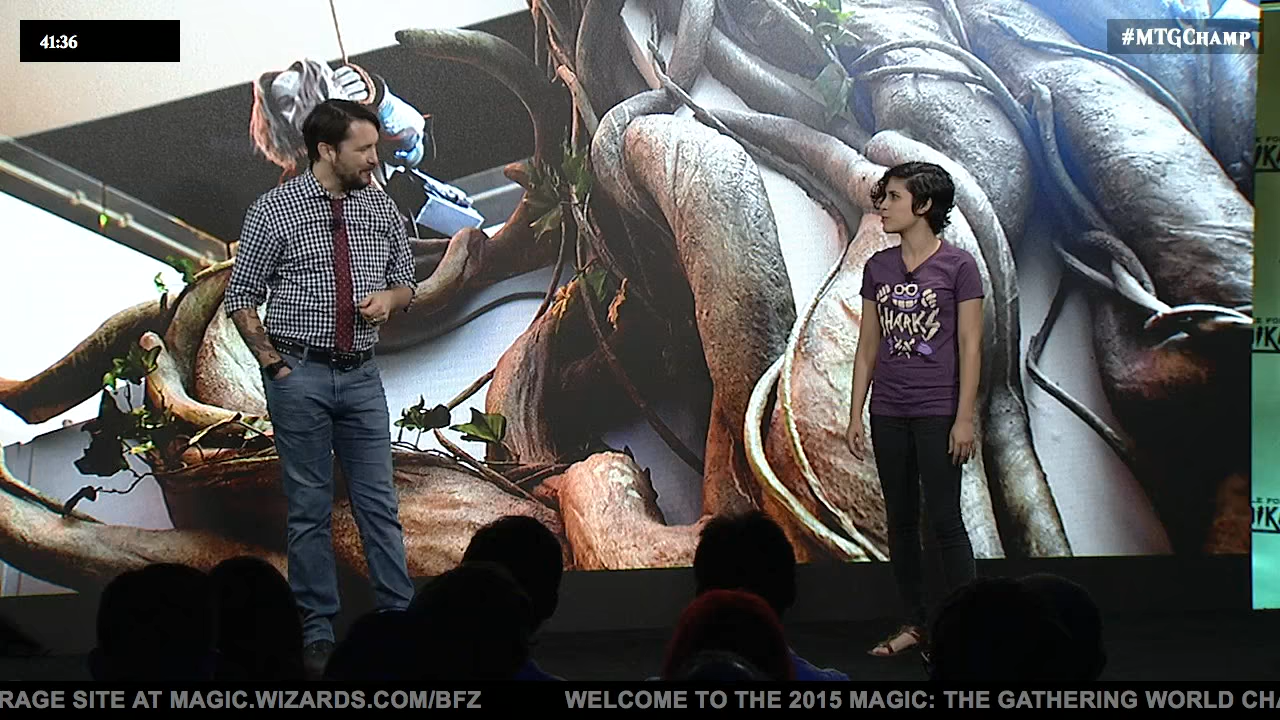 41:36
#MTGCHAMP
SHARKS
RAGE SITE AT MAGIC.WIZARDS.COM/BFZ WELCOME TO THE 2015 MAGIC: THE GATHERING WORLD CHA